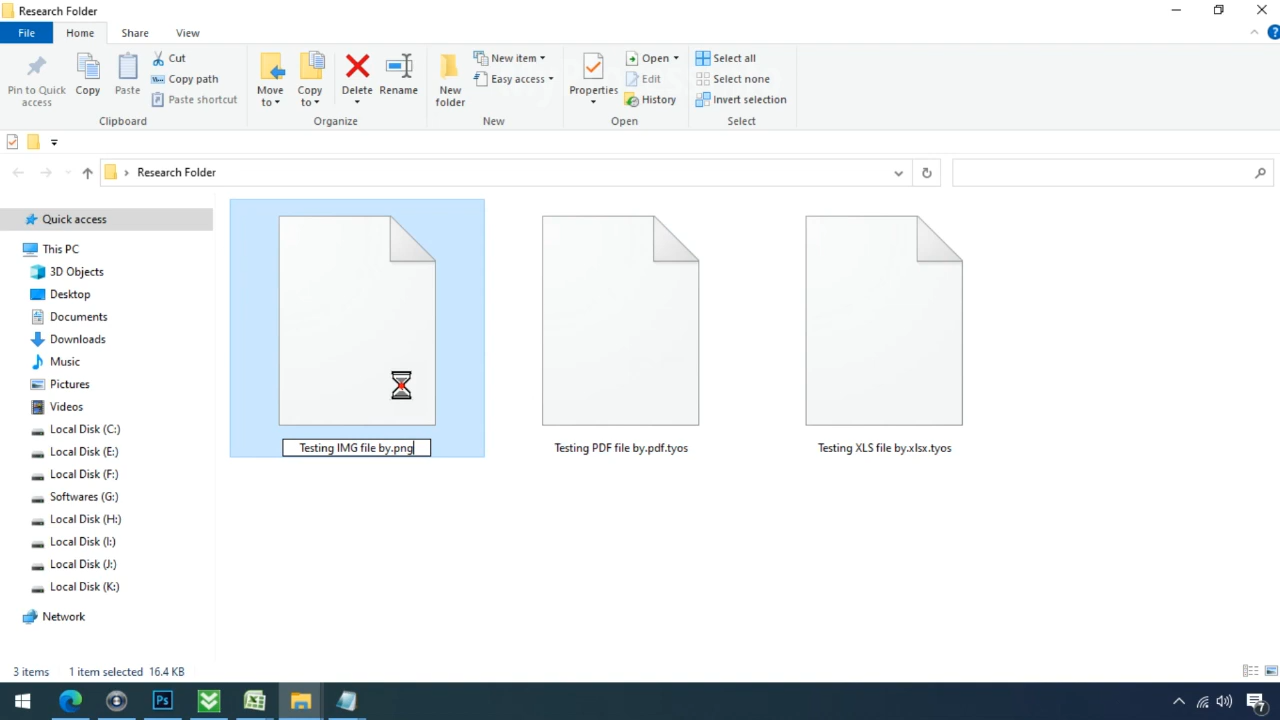 Research Folder
File Home Share View
Pin to Quick access
Copy
Paste
Cut
Copy path
Paste shortcut
Clipboard
Move to
Copy to
Delete
Rename
Organize
New folder
New item
Easy access
New
Properties
Open
Edit
History
Open
Select all
Select none
Invert selection
Select
Research Folder
Quick access
This PC
3D Objects
Desktop
Documents
Downloads
Music
Pictures
Videos
Local Disk (C:)
Local Disk (E:)
Local Disk (F:)
Softwares (G:)
Local Disk (H:)
Local Disk (I:)
Local Disk (J:)
Local Disk (K:)
Network
Testing IMG file by.png
Testing PDF file by.pdf.tyos
Testing XLS file by.xlsx.tyos
3 items 1 item selected 16.4 KB
Ps
7